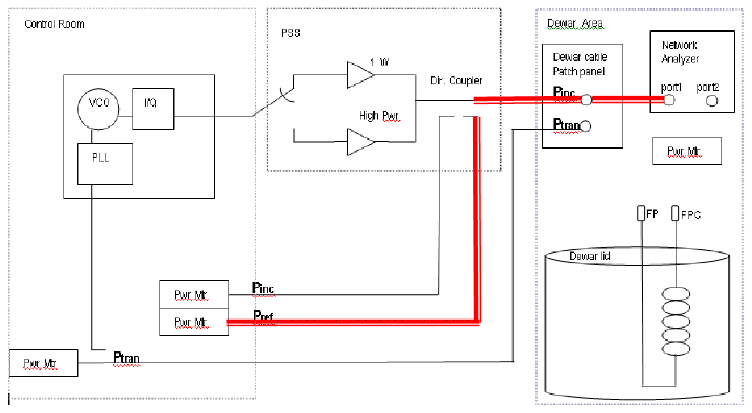 Control Room
VCO
I/Q
PLL
Pwr Mtr
Pinc
Pwr Mtr
Pref
Pwr Mtr
Ptran
PSS
1 W
High Pwr
Dir. Coupler
Dewar Area
Dewar cable
Patch panel
Pinc
Ptran
Network
Analyzer
port1
port2
Pwr Mtr
FP
FPC
Dewar lid